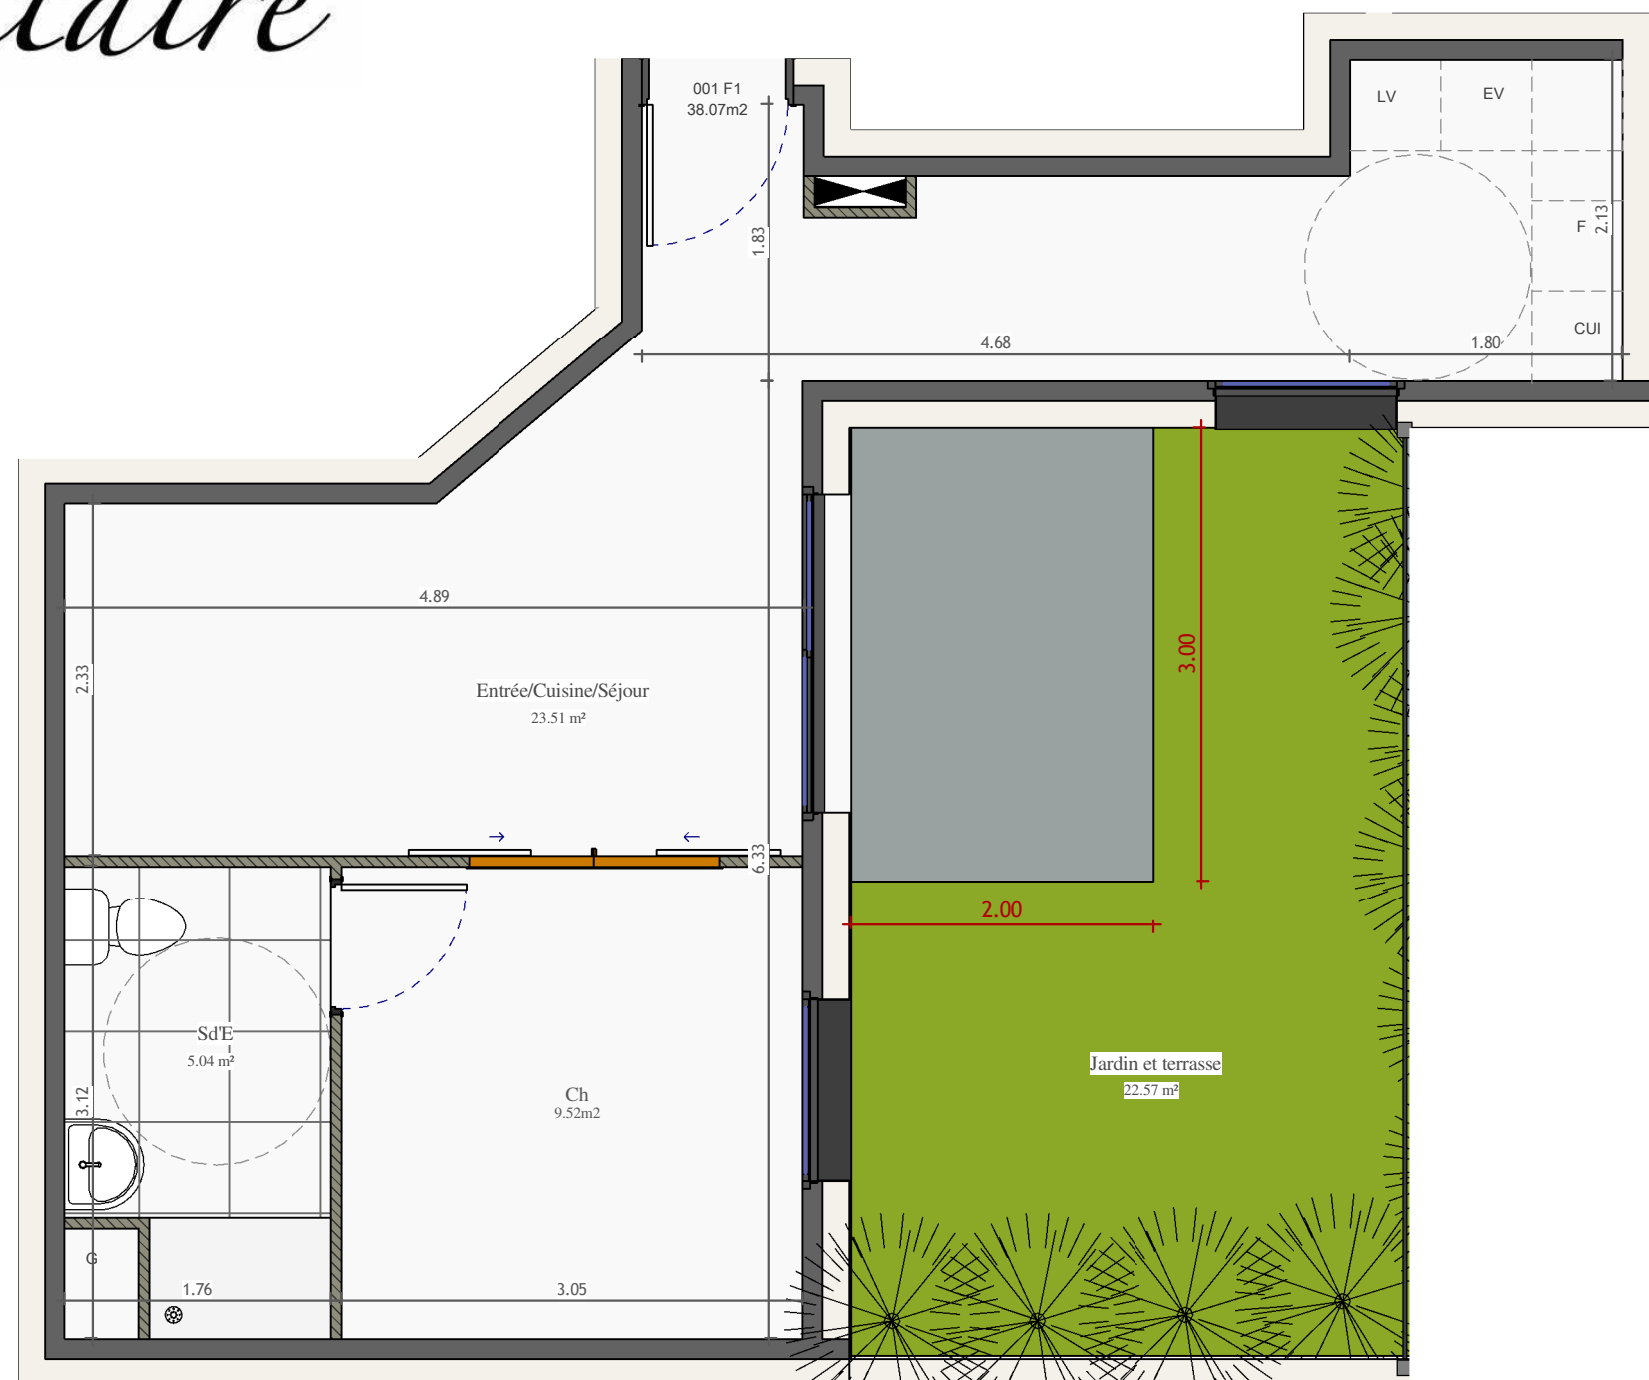 001 F1
38.07m2
LV
EV
F
2.13
CUI
1.83
4.68
1.80
4.89
2.33
Entrée/Cuisine/Séjour
23.51 m²
3.00
6.33
2.00
Sd'E
5.04 m²
3.12
Ch
9.52m2
Jardin et terrasse
22.57 m²
G
1.76
3.05